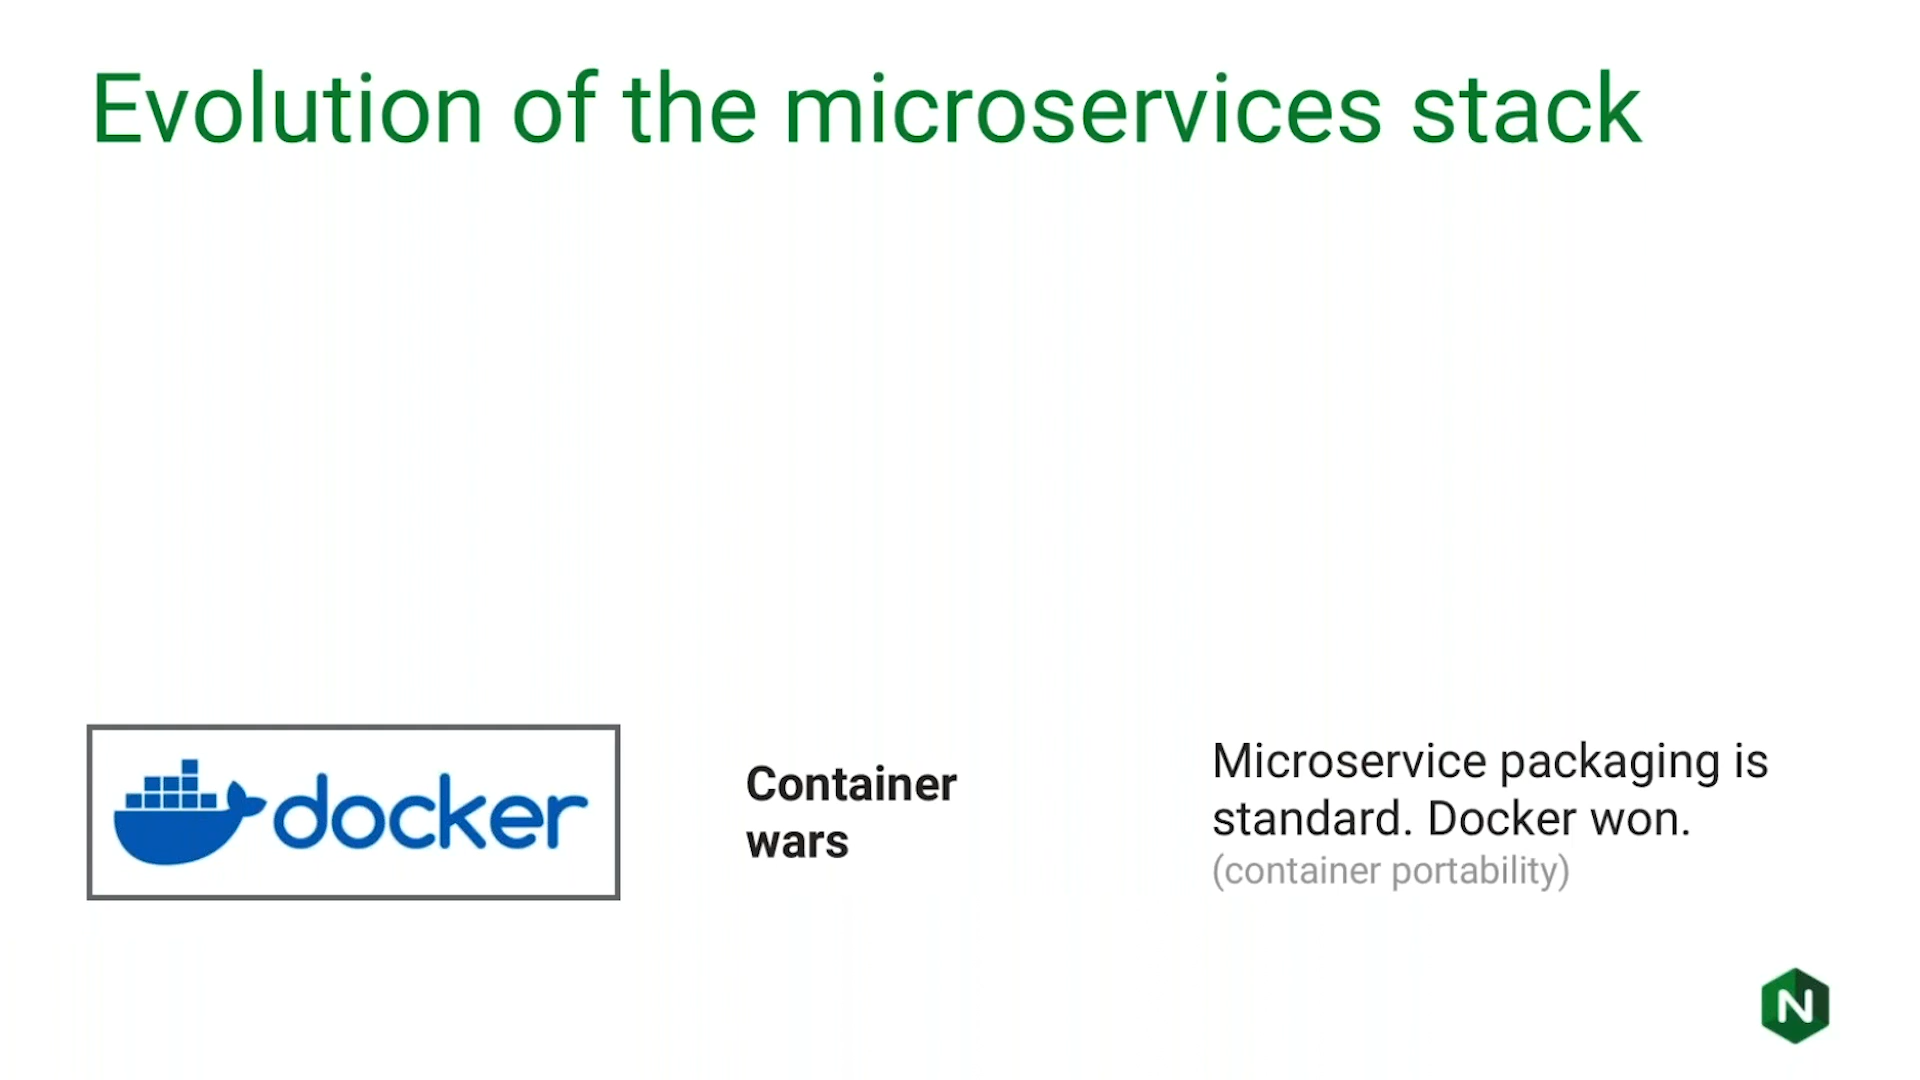 Evolution of the microservices stack
docker
Container
wars
Microservice packaging is
standard. Docker won.
(container portability)
N